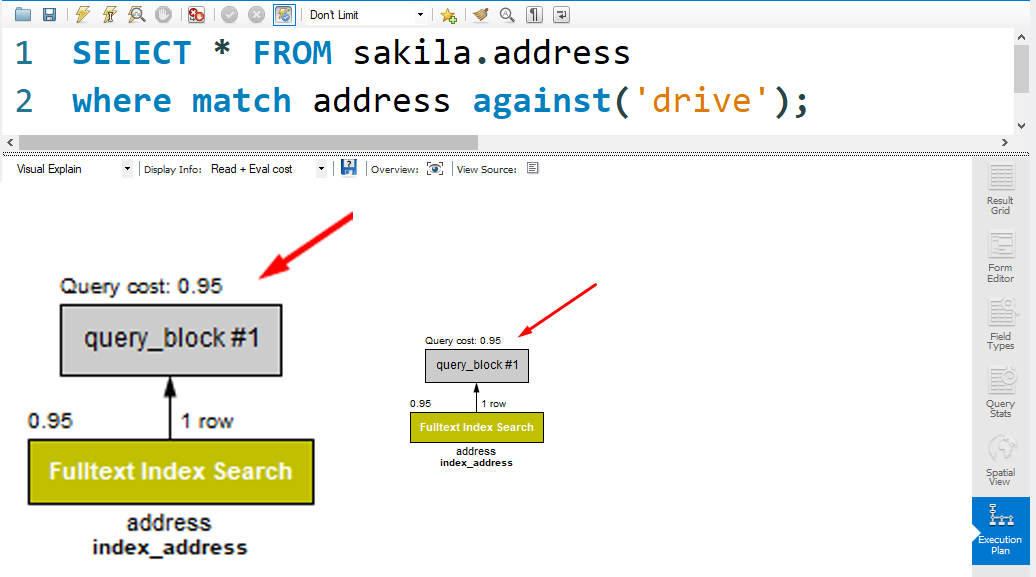 Don't Limit
1 SELECT * FROM sakila.address
2 where match address against('drive');
Visual Explain Display Info: Read + Eval cost Overview: View Source:
Query cost: 0.95
query_block #1
0.95 1 row
Fulltext Index Search
address
index_address
Query cost: 0.95
query_block #1
0.95 1 row
Fulltext Index Search
address
index_address
Result
Grid
Form
Editor
Field
Types
Query
Stats
Spatial
View
Execution
Plan